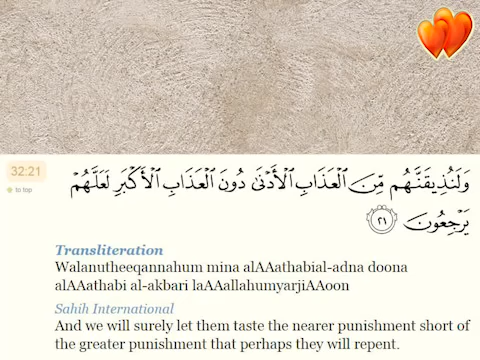 32:21
to top
وَلَنُذِيقَنَّهُم مِّنَ ٱلْعَذَابِ ٱلْأَدْنَىٰ دُونَ ٱلْعَذَابِ ٱلْأَكْبَرِ لَعَلَّهُمْ
يَرْجِعُونَ ﴿٢١﴾
Transliteration
Walanutheeqannahum mina alAAathabial-adna doona
alAAathabi al-akbari laAAallahumyarjiAAoon
Sahih International
And we will surely let them taste the nearer punishment short of
the greater punishment that perhaps they will repent.